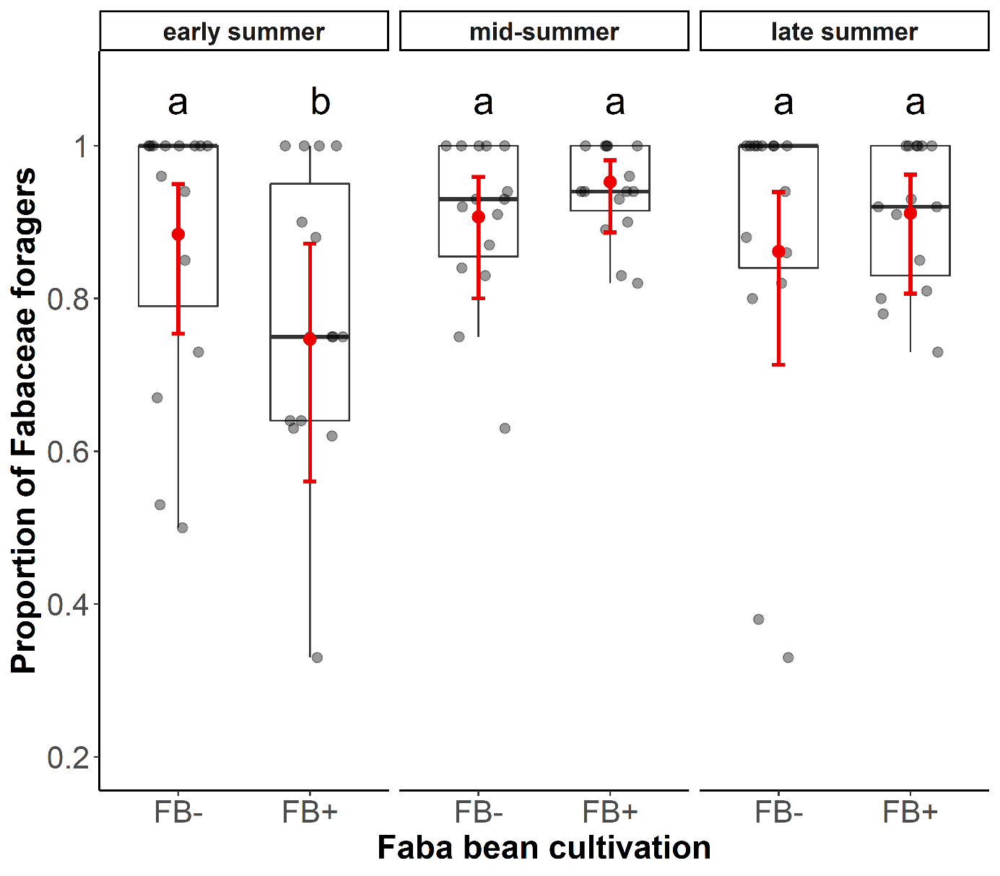 early summer
mid-summer
late summer
a
b
a
a
a
a
Proportion of Fabaceae foragers
1
0.8
0.6
0.4
0.2
FB-
FB+
FB-
FB+
FB-
FB+
Faba bean cultivation